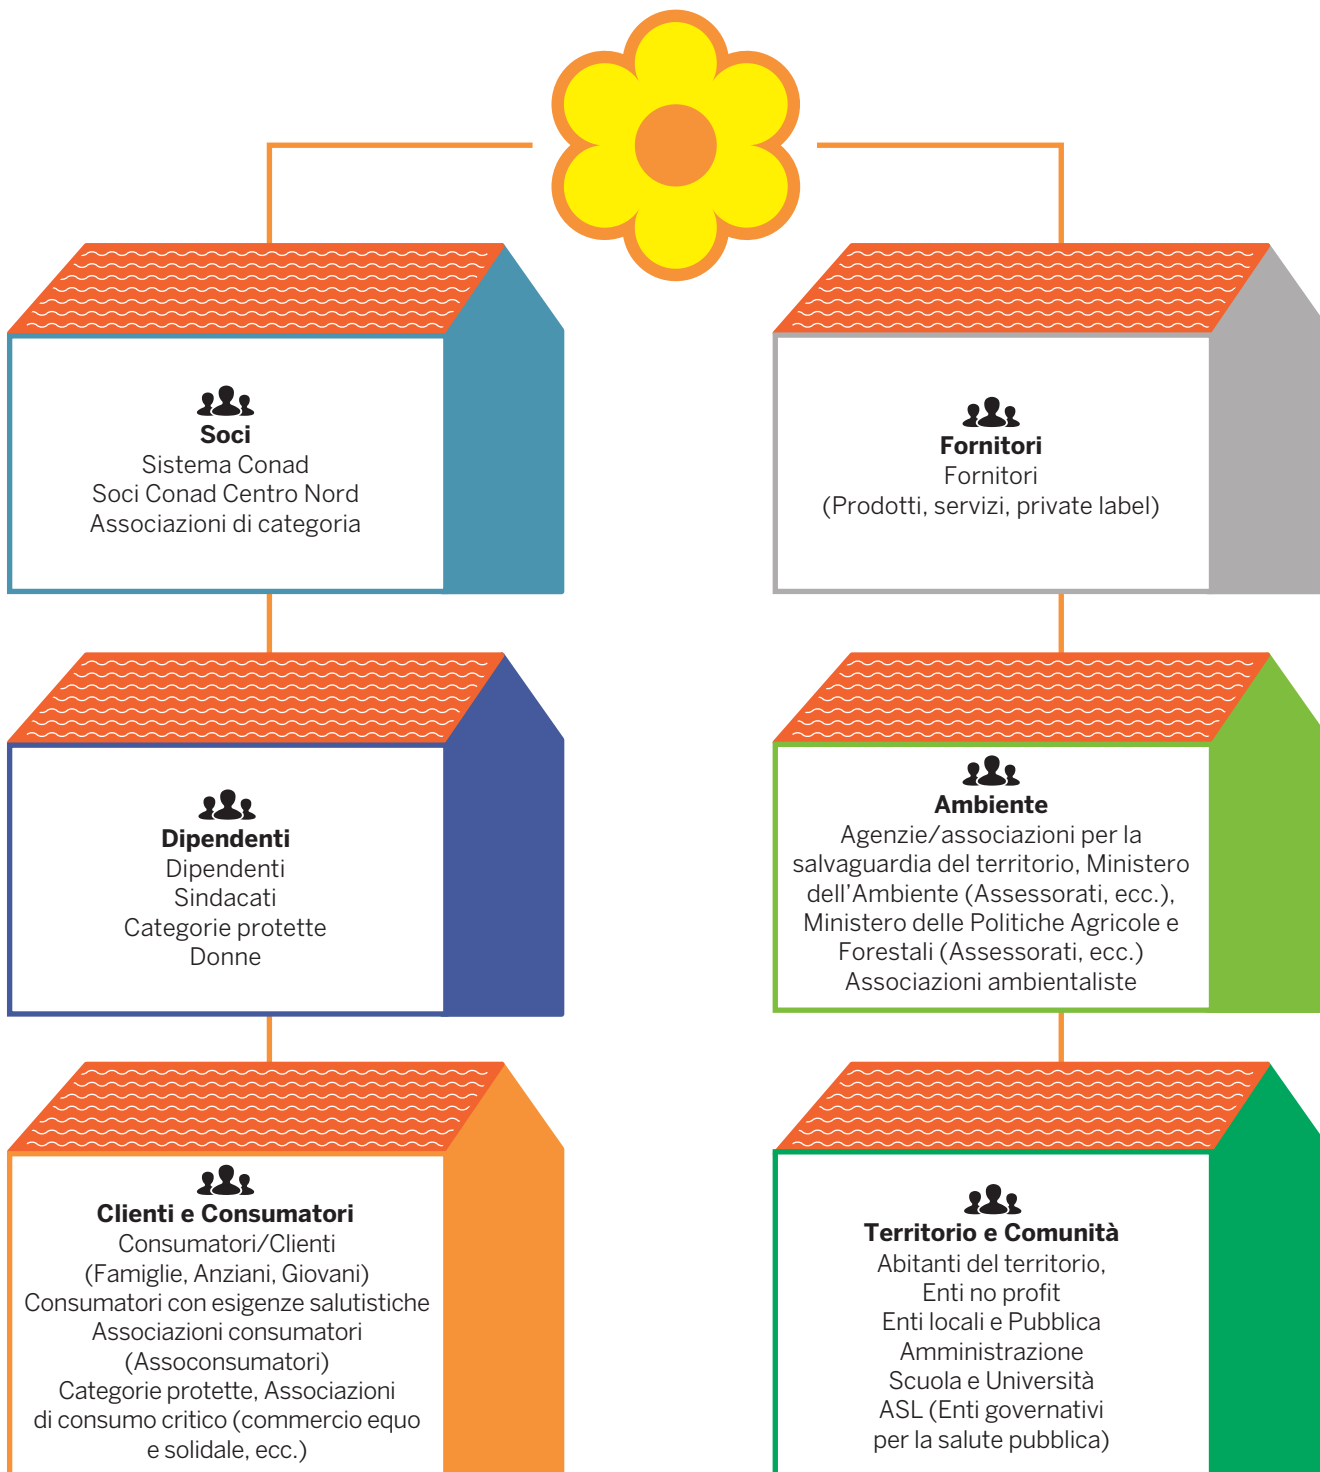 Soci
Sistema Conad
Soci Conad Centro Nord
Associazioni di categoria
Dipendenti
Dipendenti
Sindacati
Categorie protette
Donne
Clienti e Consumatori
Consumatori/Clienti
(Famiglie, Anziani, Giovani)
Consumatori con esigenze salutistiche
Associazioni consumatori
(Assoconsumatori)
Categorie protette, Associazioni
di consumo critico (commercio equo
e solidale, ecc.)
Fornitori
Fornitori
(Prodotti, servizi, private label)
Ambiente
Agenzie/associazioni per la
salvaguardia del territorio, Ministero
dell’Ambiente (Assessorati, ecc.),
Ministero delle Politiche Agricole e
Forestali (Assessorati, ecc.)
Associazioni ambientaliste
Territorio e Comunità
Abitanti del territorio,
Enti no profit
Enti locali e Pubblica
Amministrazione
Scuola e Università
ASL (Enti governativi
per la salute pubblica)